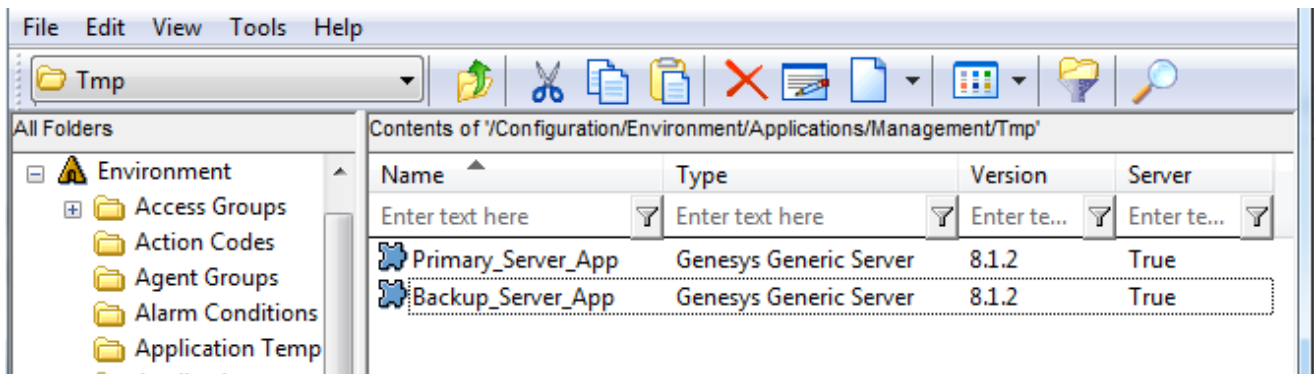 File Edit View Tools Help
Tmp
All Folders
Contents of '/Configuration/Environment/Applications/Management/Tmp'
Environment
Access Groups
Action Codes
Agent Groups
Alarm Conditions
Application Temp
Name Type Version Server
Enter text here Enter text here Enter te... Enter te...
Primary_Server_App Genesys Generic Server 8.1.2 True
Backup_Server_App Genesys Generic Server 8.1.2 True